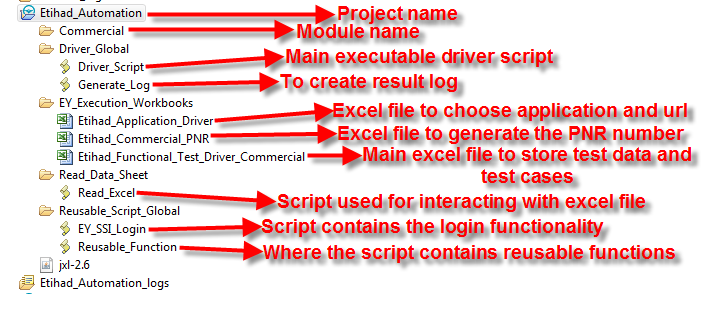 Etihad_Automation Project name
Commercial Module name
Driver_Global
Driver_Script Main executable driver script
Generate_Log To create result log
EY_Execution_Workbooks
Etihad_Application_Driver Excel file to choose application and url
Etihad_Commercial_PNR Excel file to generate the PNR number
Etihad_Functional_Test_Driver_Commercial Main excel file to store test data and
test cases
Read_Data_Sheet
Read_Excel Script used for interacting with excel file
Reusable_Script_Global
EY_SSI_Login Script contains the login functionality
Reusable_Function Where the script contains reusable functions
jxl-2.6
Etihad_Automation_logs